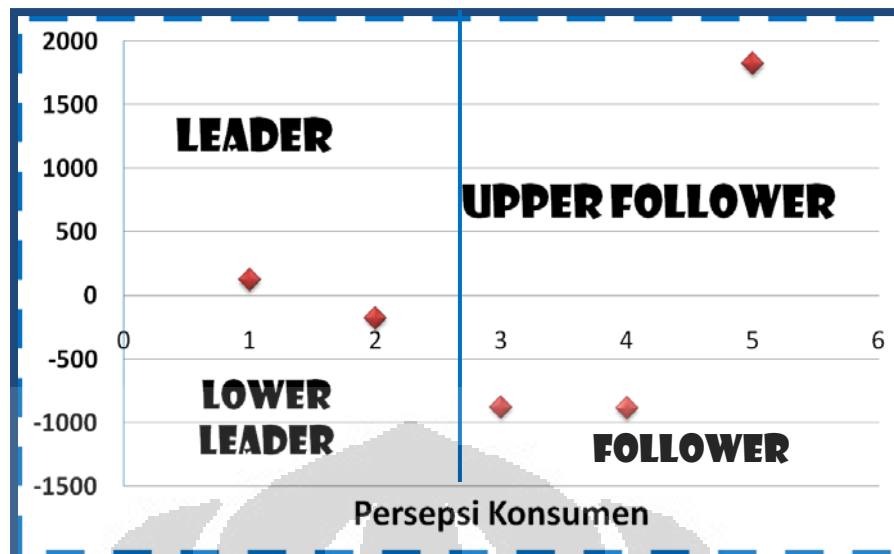 2000
1500
LEADER
1000
UPPER FOLLOWER
500
0
0 1 2 3 4 5 6
-500
LOWER
LEADER
-1000
FOLLOWER
-1500
Persepsi Konsumen